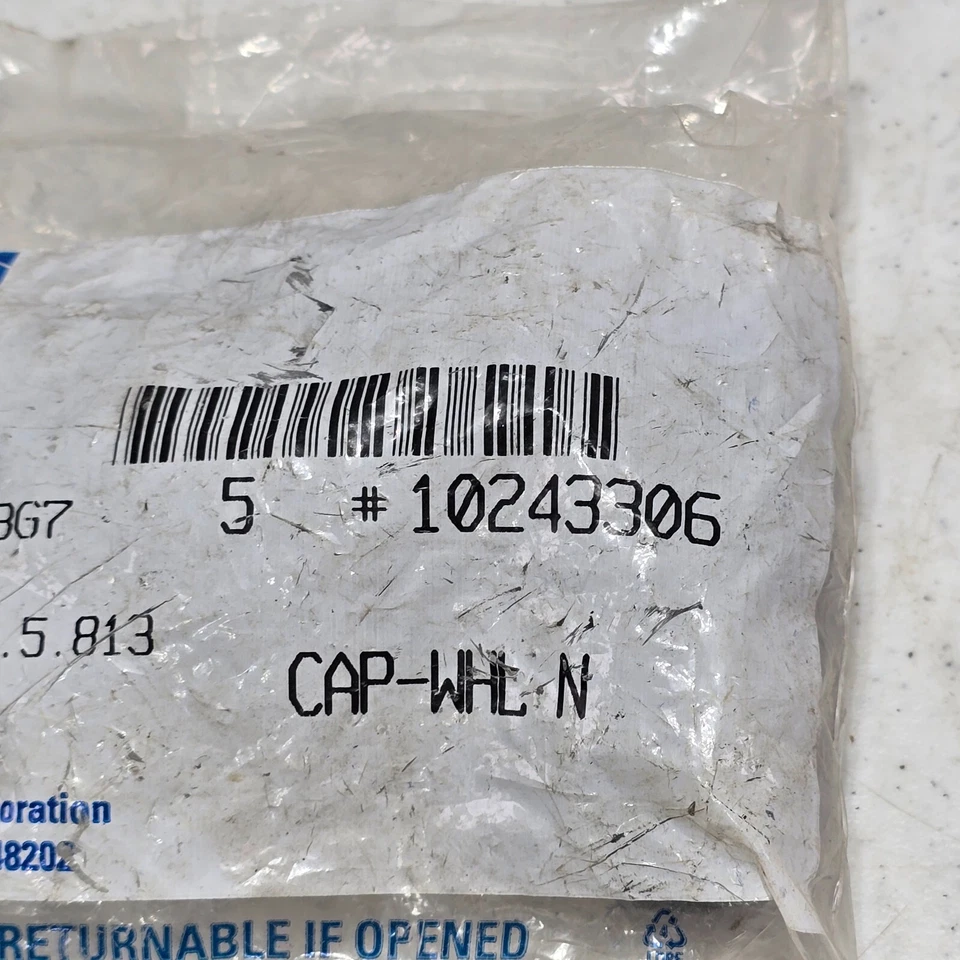 3G7 5 # 10243306
.5.813
CAP-WHL N
oration
48202
RETURNABLE IF OPENED